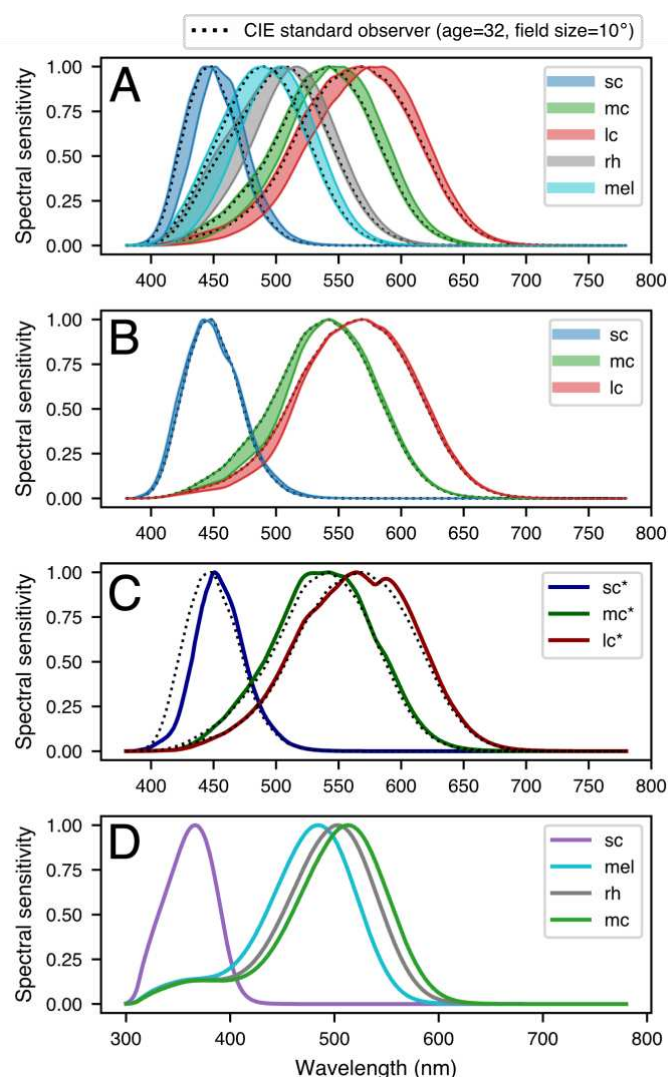 CIE standard observer (age=32, field size=10°)
A
Spectral sensitivity
1.00
0.75
0.50
0.25
0.00
400 450 500 550 600 650 700 750 800
sc
mc
lc
rh
mel
B
Spectral sensitivity
1.00
0.75
0.50
0.25
0.00
400 450 500 550 600 650 700 750 800
sc
mc
lc
C
Spectral sensitivity
1.00
0.75
0.50
0.25
0.00
400 450 500 550 600 650 700 750 800
sc*
mc*
lc*
D
Spectral sensitivity
1.00
0.75
0.50
0.25
0.00
300 400 500 600 700 800
sc
mel
rh
mc
Wavelength (nm)